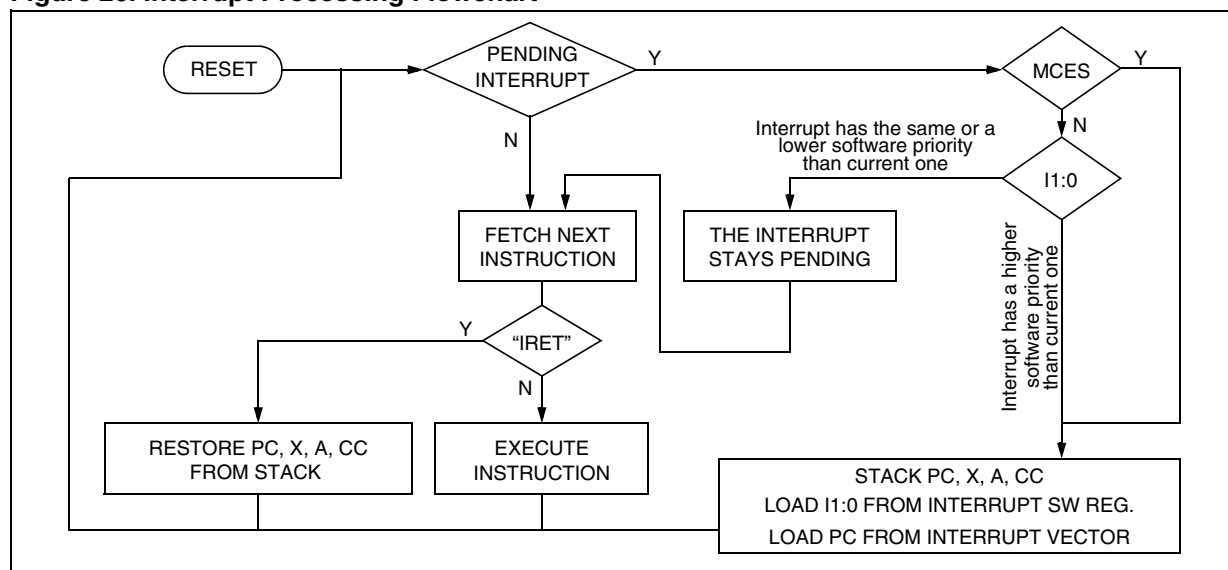 Figure 20. Interrupt Processing Flowchart
RESET
PENDING
INTERRUPT
Y
MCES
Y
N
N
Interrupt has the same or a
lower software priority
than current one
I1:0
FETCH NEXT
INSTRUCTION
THE INTERRUPT
STAYS PENDING
Interrupt has a higher
software priority
than current one
Y
“IRET”
N
RESTORE PC, X, A, CC
FROM STACK
EXECUTE
INSTRUCTION
STACK PC, X, A, CC
LOAD I1:0 FROM INTERRUPT SW REG.
LOAD PC FROM INTERRUPT VECTOR